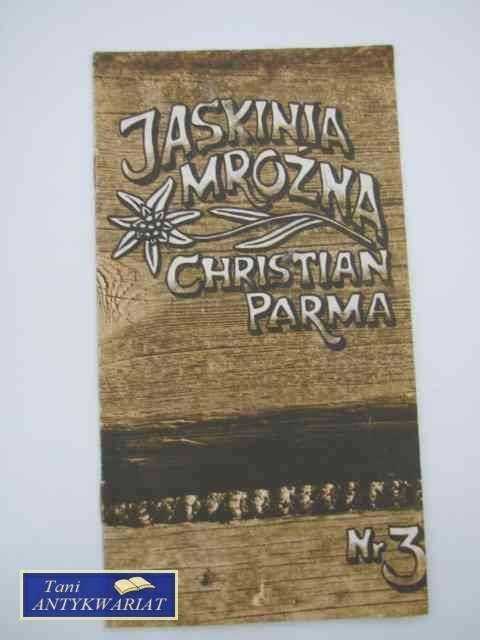 JASKINIA
MROŹNA
CHRISTIAN
PARMA
Nr 3
Tani
ANTYKWARIAT